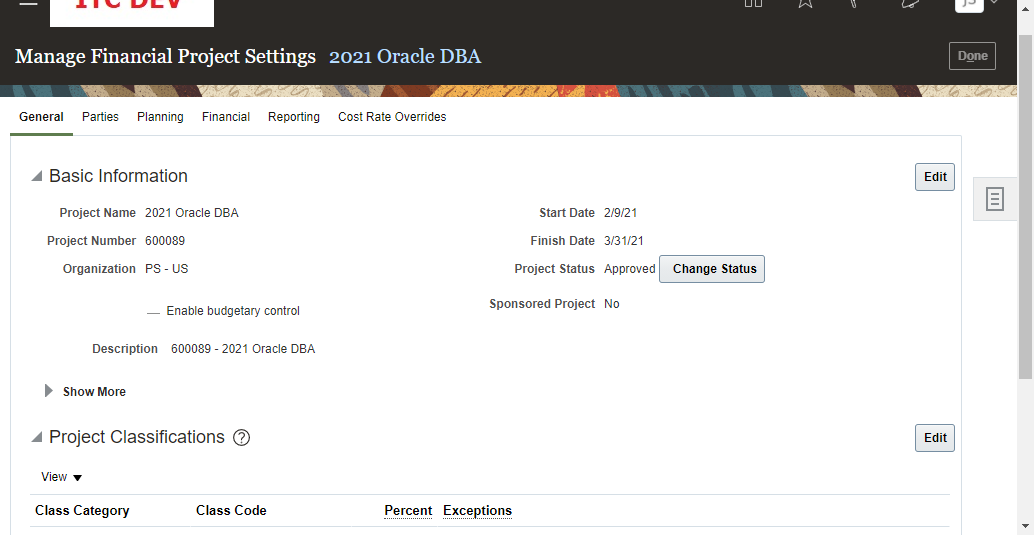 ITC DEV
JS
Manage Financial Project Settings 2021 Oracle DBA
Done
General Parties Planning Financial Reporting Cost Rate Overrides
Basic Information
Edit
Project Name 2021 Oracle DBA Start Date 2/9/21
Project Number 600089 Finish Date 3/31/21
Organization PS - US Project Status Approved Change Status
Sponsored Project No
Enable budgetary control
Description 600089 - 2021 Oracle DBA
Show More
Project Classifications ?
Edit
View
Class Category Class Code Percent Exceptions